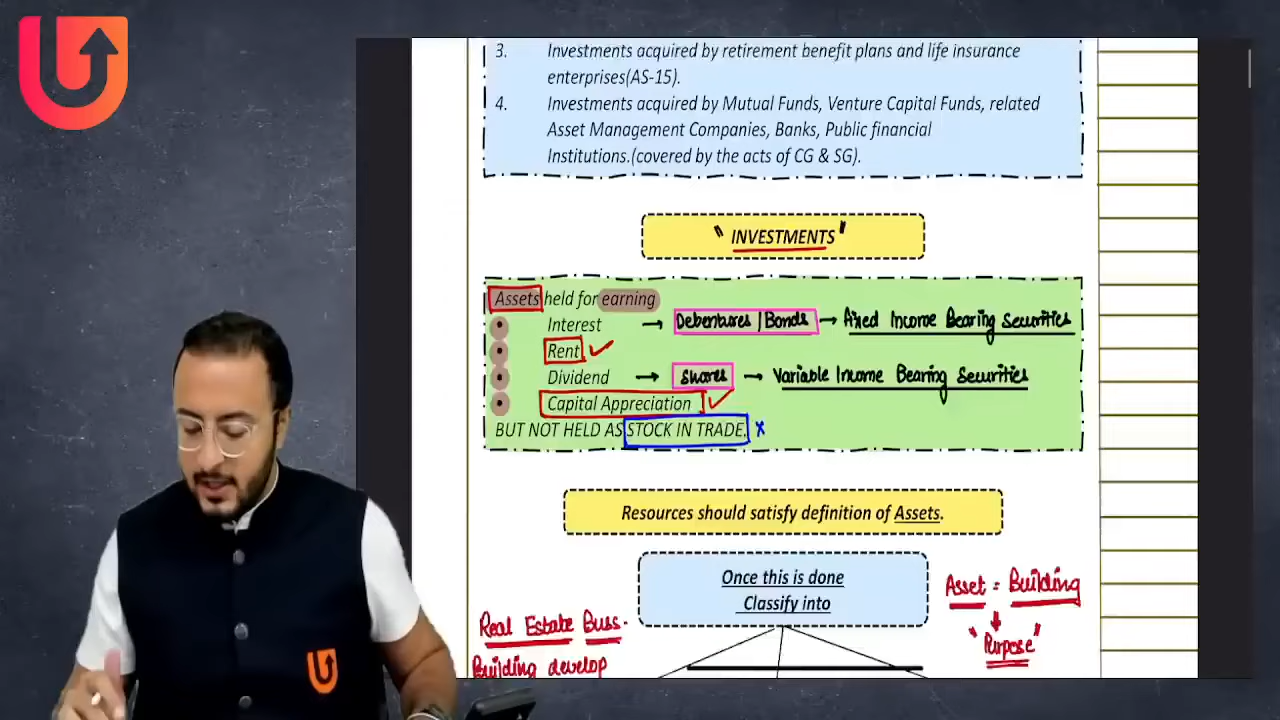 3. Investments acquired by retirement benefit plans and life insurance
enterprises(AS-15).
4. Investments acquired by Mutual Funds, Venture Capital Funds, related
Asset Management Companies, Banks, Public financial
Institutions.(covered by the acts of CG & SG).
" INVESTMENTS "
Assets held for earning
• Interest → Debentures / Bonds → Fixed Income Bearing Securities
• Rent ✓
• Dividend → Shares → Variable Income Bearing Securities
• Capital Appreciation ✓
BUT NOT HELD AS STOCK IN TRADE. x
Resources should satisfy definition of Assets.
Once this is done
Classify into
Asset = Building
"Purpose"
Real Estate Buss.
Building develop